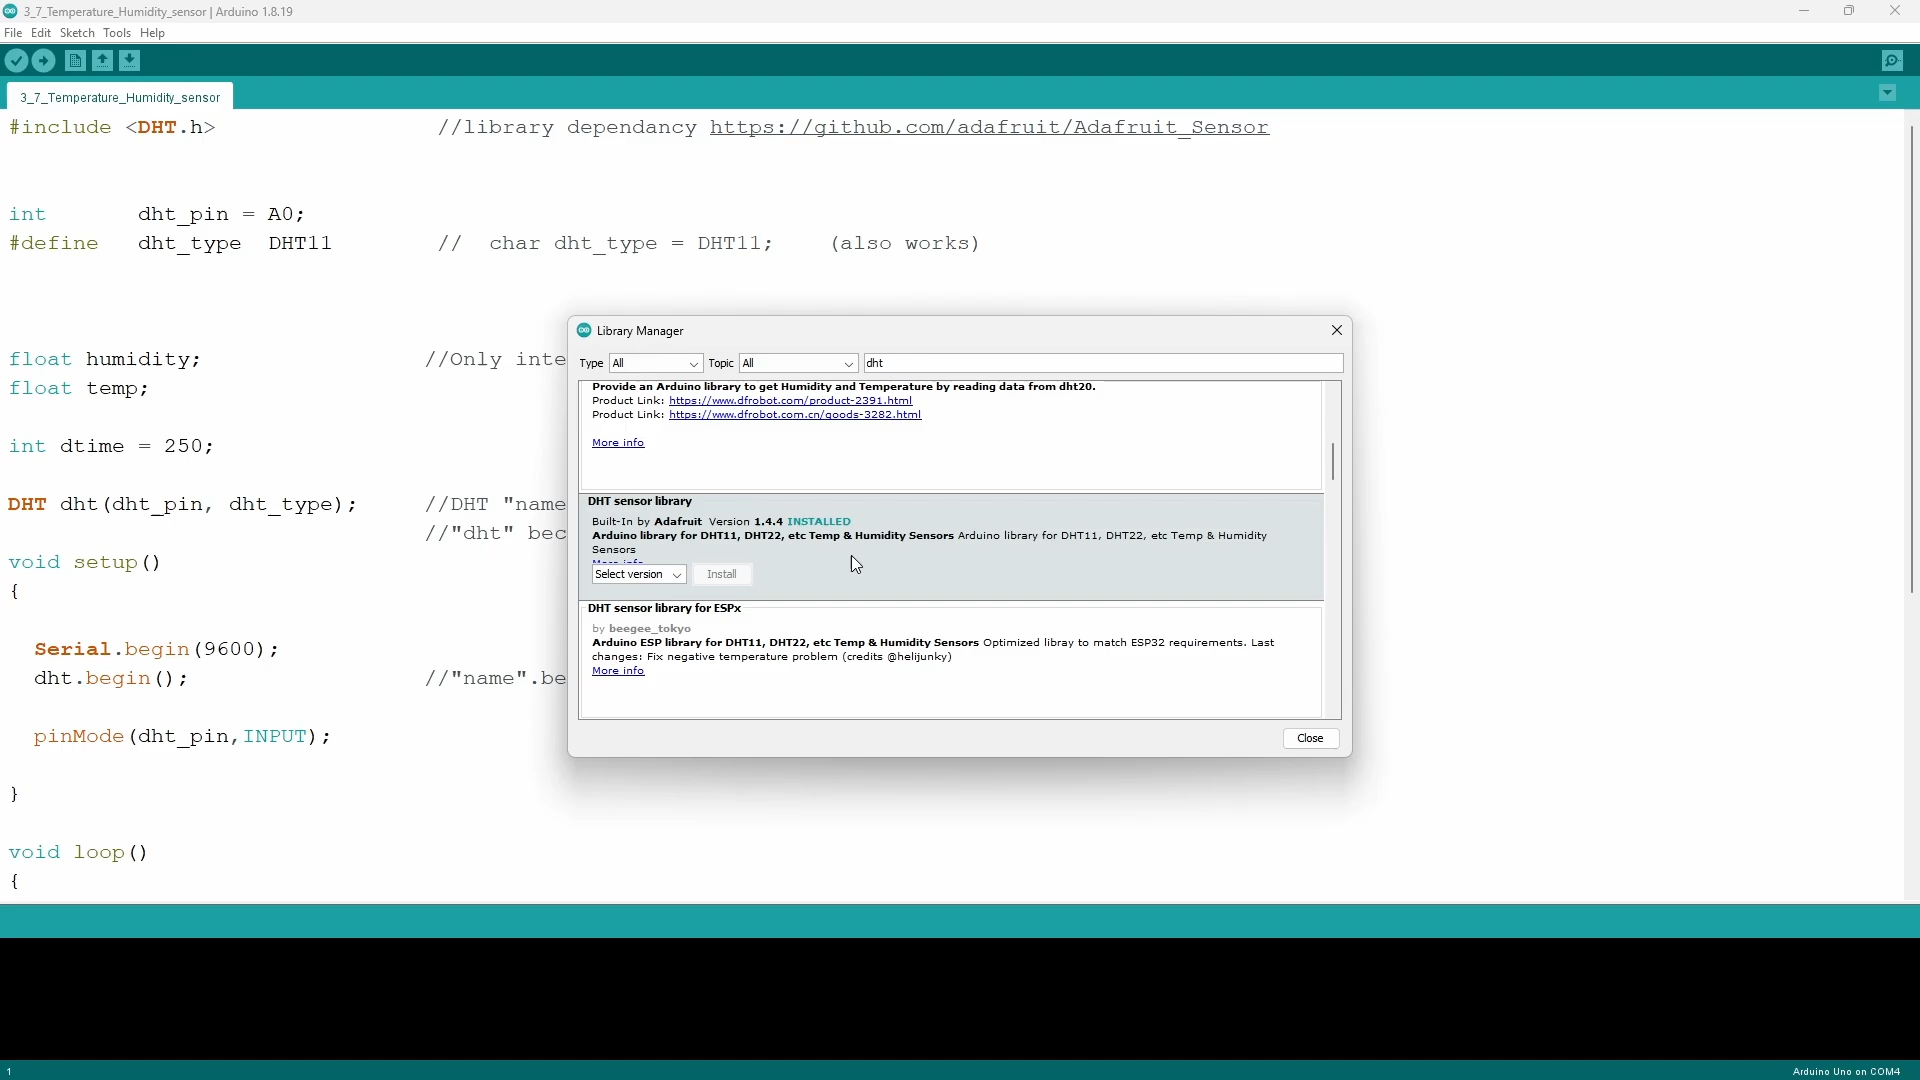 3_7_Temperature_Humidity_sensor | Arduino 1.8.19
File Edit Sketch Tools Help
3_7_Temperature_Humidity_sensor
#include <DHT.h> //library dependancy https://github.com/adafruit/Adafruit_Sensor
int dht_pin = A0;
#define dht_type DHT11 // char dht_type = DHT11; (also works)
float humidity; //Only inte
float temp;
int dtime = 250;
DHT dht(dht_pin, dht_type); //DHT "name
//"dht" bec
void setup()
{
Serial.begin(9600);
dht.begin(); //"name".be
pinMode(dht_pin,INPUT);
}
void loop()
{
Library Manager
Type All Topic All dht
Provide an Arduino library to get Humidity and Temperature by reading data from dht20.
Product Link: https://www.dfrobot.com/product-2391.html
Product Link: https://www.dfrobot.com.cn/goods-3282.html
More info
DHT sensor library
Built-In by Adafruit Version 1.4.4 INSTALLED
Arduino library for DHT11, DHT22, etc Temp & Humidity Sensors Arduino library for DHT11, DHT22, etc Temp & Humidity
Sensors
More info
Select version Install
DHT sensor library for ESPx
by beegee_tokyo
Arduino ESP library for DHT11, DHT22, etc Temp & Humidity Sensors Optimized libray to match ESP32 requirements. Last
changes: Fix negative temperature problem (credits @helijunky)
More info
Close
1 Arduino Uno on COM4